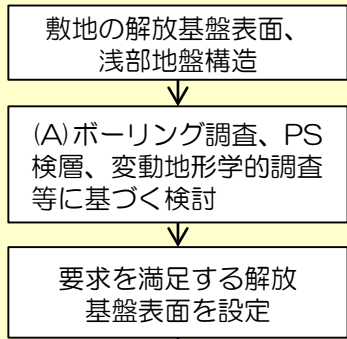 敷地の解放基盤表面、
浅部地盤構造
(A)ボーリング調査、PS
検層、変動地形学的調査
等に基づく検討
要求を満足する解放
基盤表面を設定